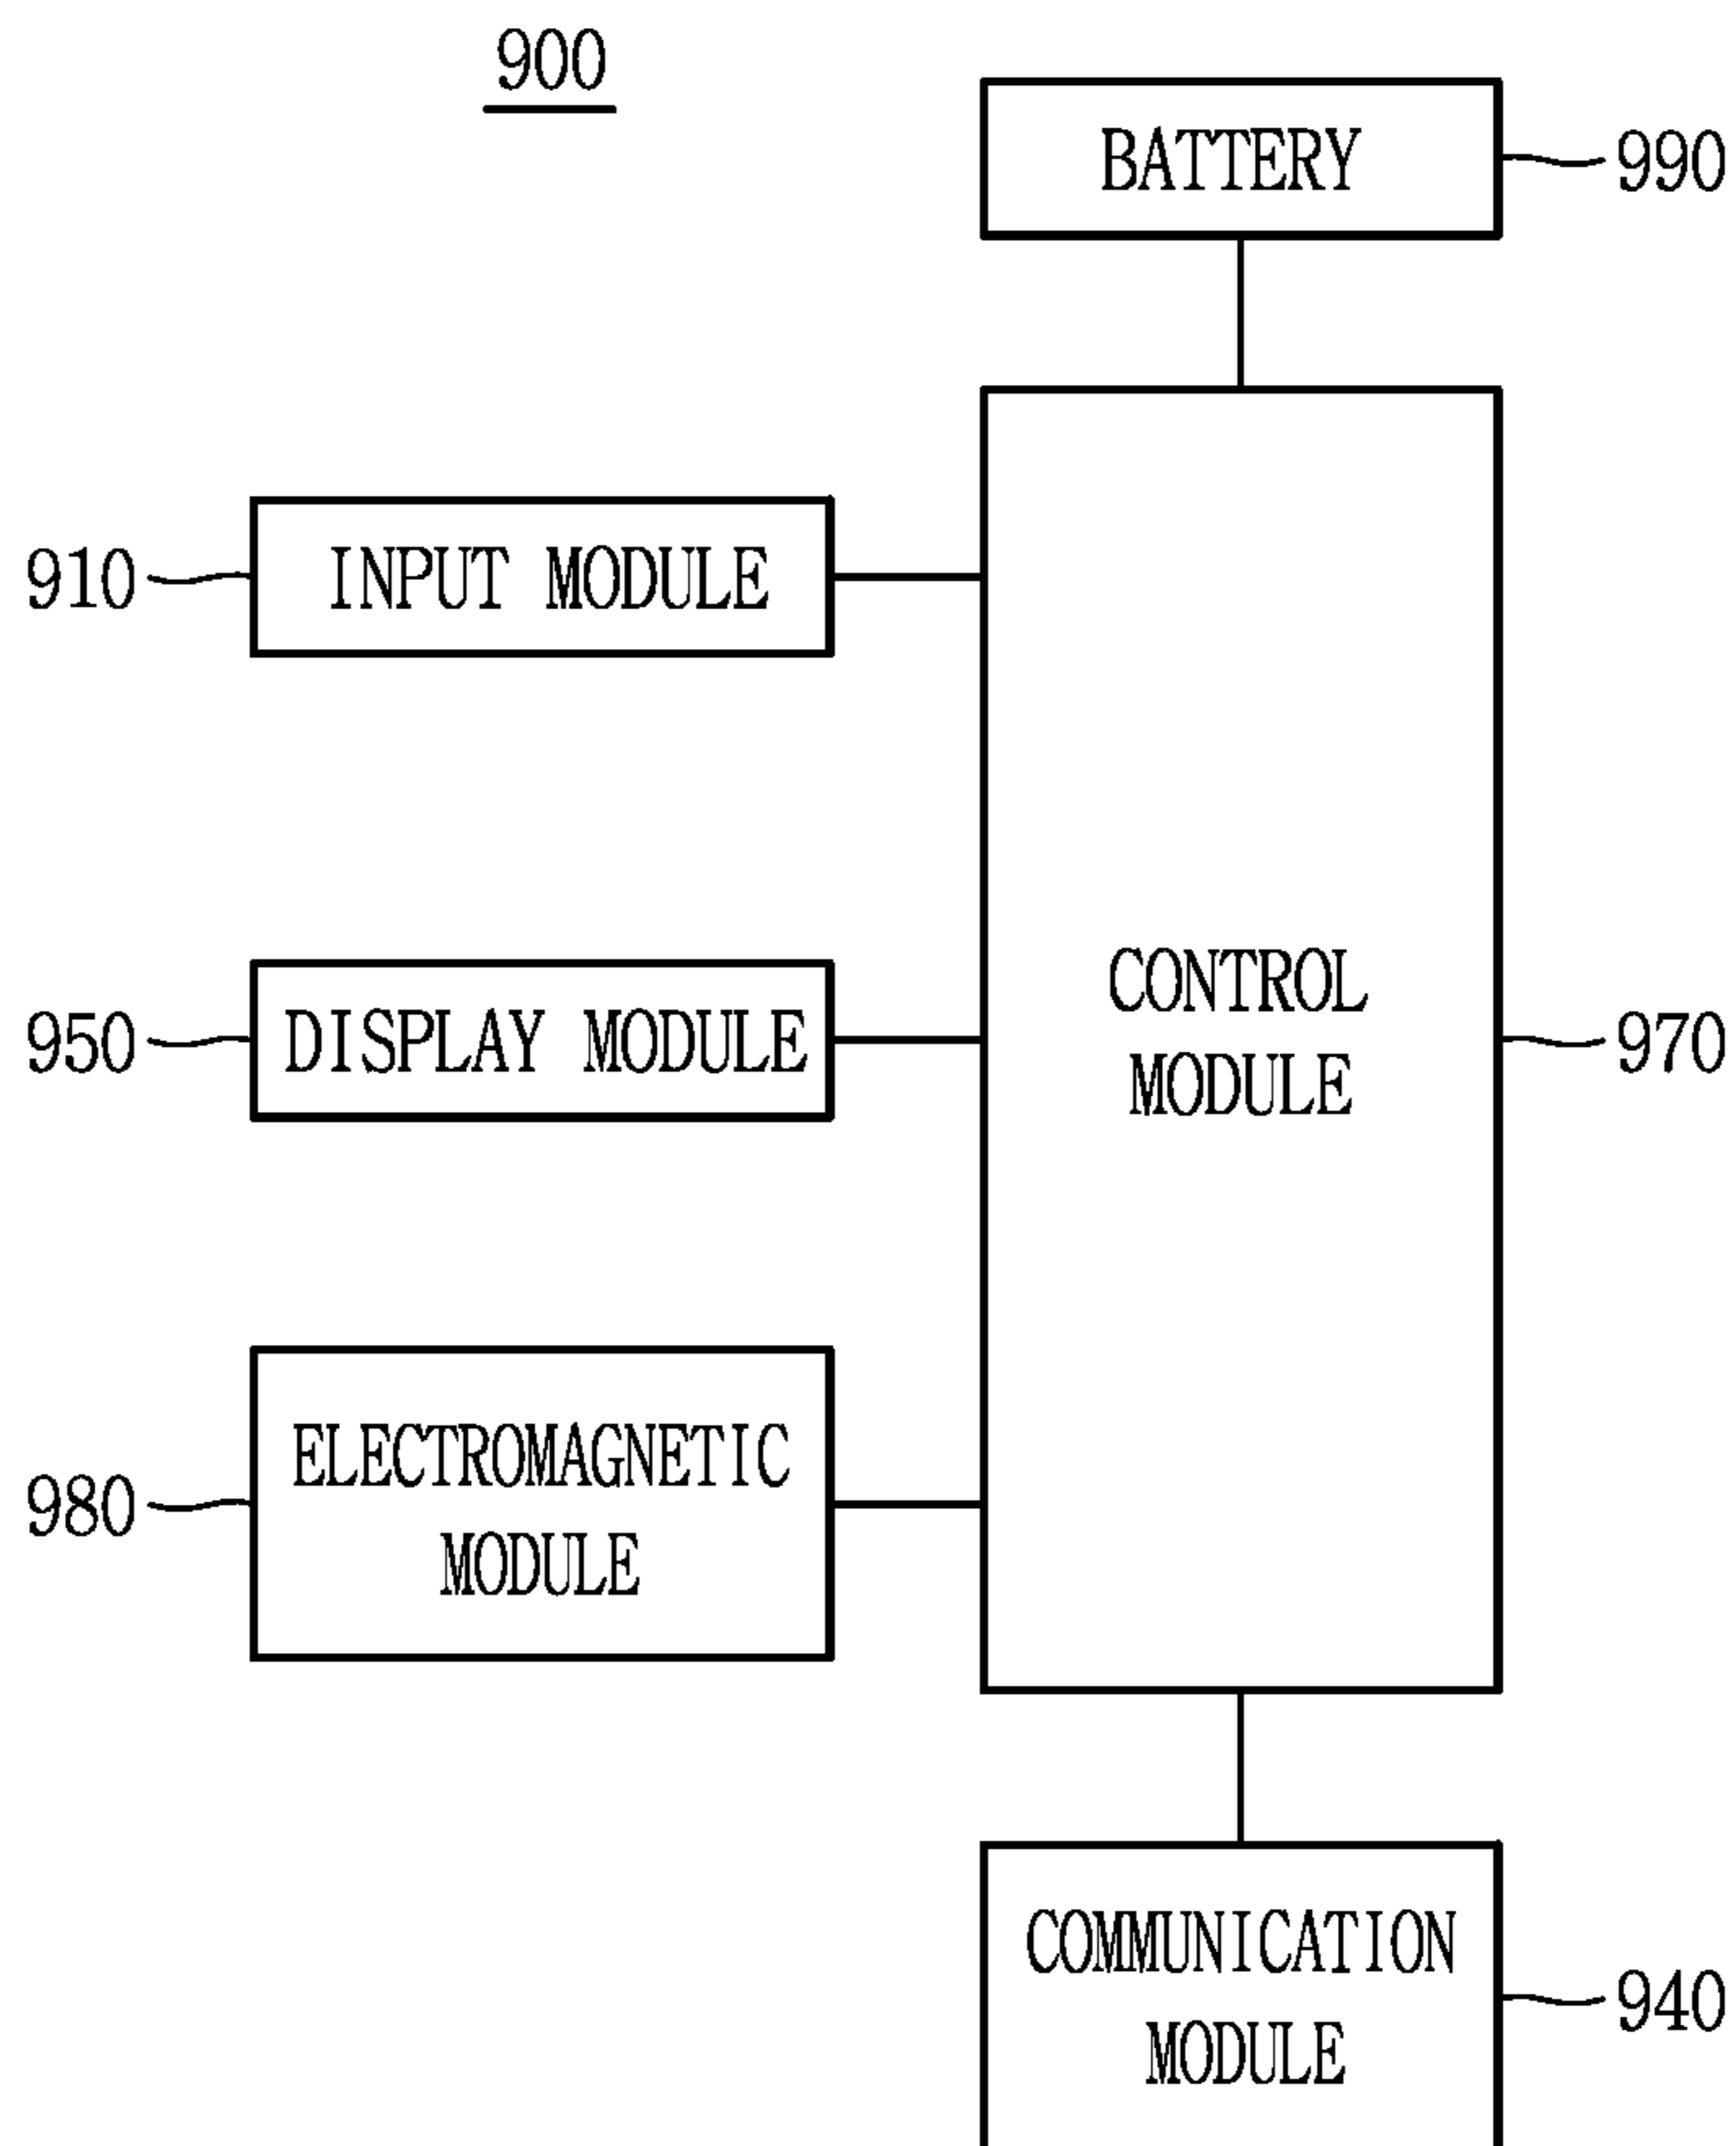 900
BATTERY
990
910
INPUT MODULE
950
DISPLAY MODULE
CONTROL
MODULE
970
980
ELECTROMAGNETIC
MODULE
COMMUNICATION
MODULE
940